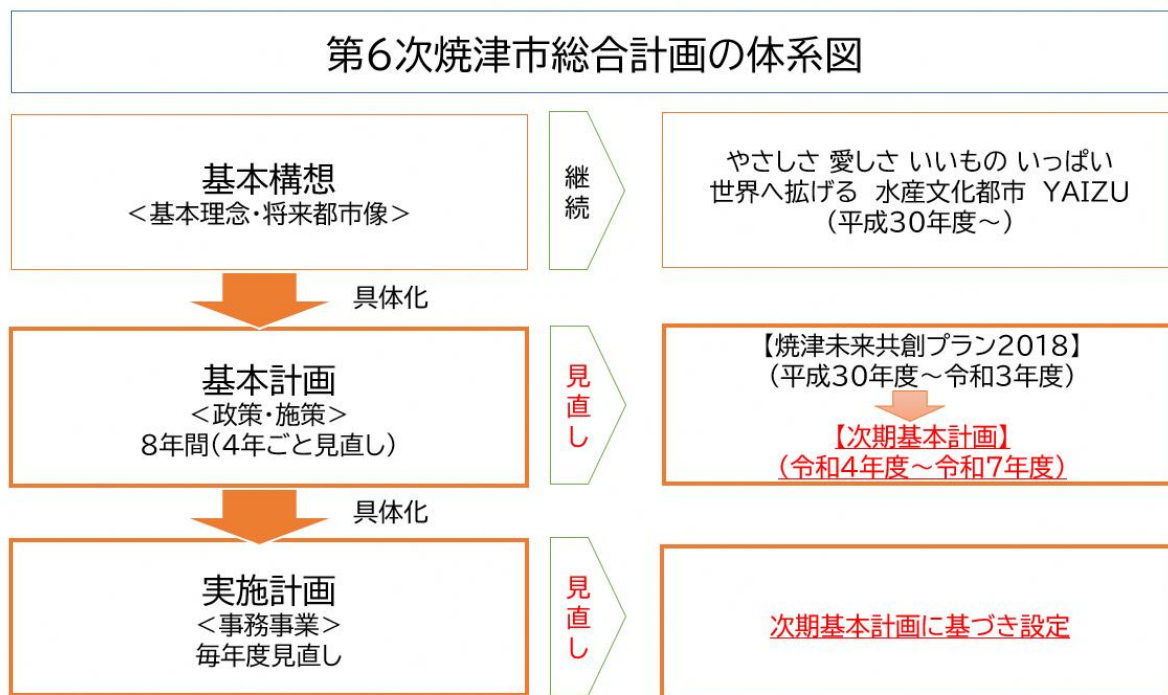 第6次焼津市総合計画の体系図
基本構想
＜基本理念・将来都市像＞
継続
やさしさ 愛しさ いいもの いっぱい
世界へ拡げる 水産文化都市 YAIZU
（平成30年度～）
具体化
基本計画
＜政策・施策＞
8年間（4年ごと見直し）
見直し
【焼津未来共創プラン2018】
（平成30年度～令和3年度）
【次期基本計画】
（令和4年度～令和7年度）
具体化
実施計画
＜事務事業＞
毎年度見直し
見直し
次期基本計画に基づき設定